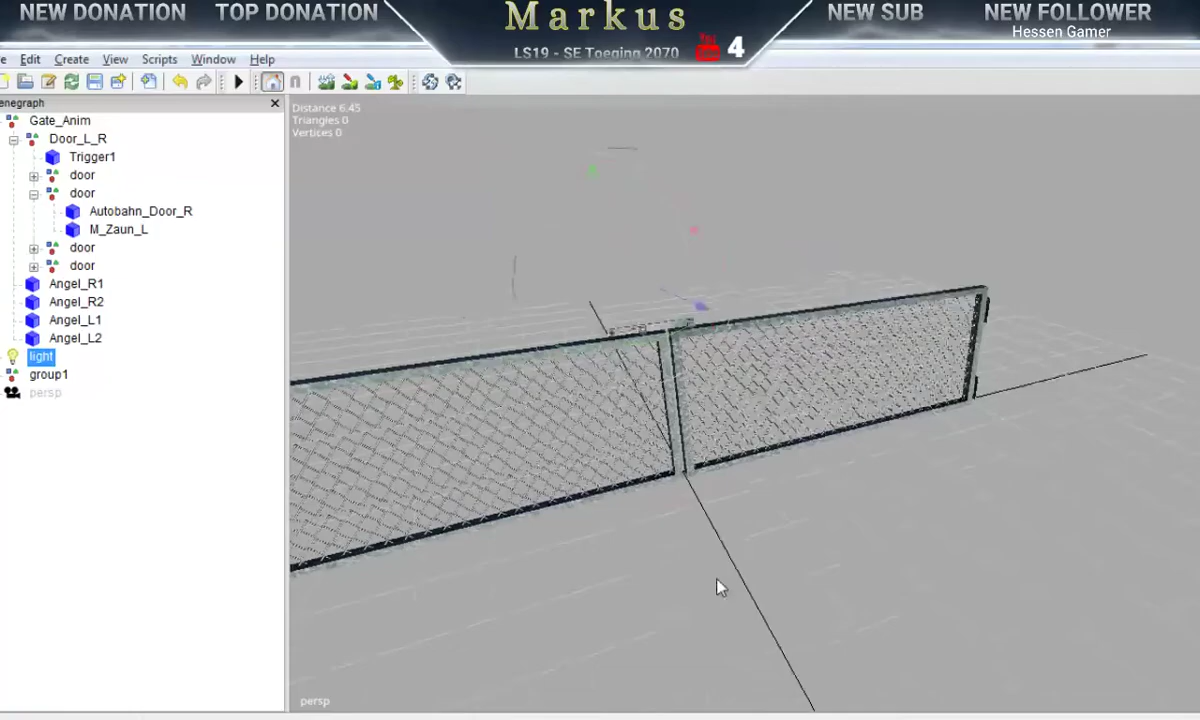 NEW DONATION
TOP DONATION
Markus
LS19 - SE Toeging 2070
4
NEW SUB
NEW FOLLOWER
Hessen Gamer
e Edit Create View Scripts Window Help
enegraph
Gate_Anim
Door_L_R
Trigger1
door
door
Autobahn_Door_R
M_Zaun_L
door
door
Angel_R1
Angel_R2
Angel_L1
Angel_L2
light
group1
persp
Distance 6.45
Triangles 0
Vertices 0
persp